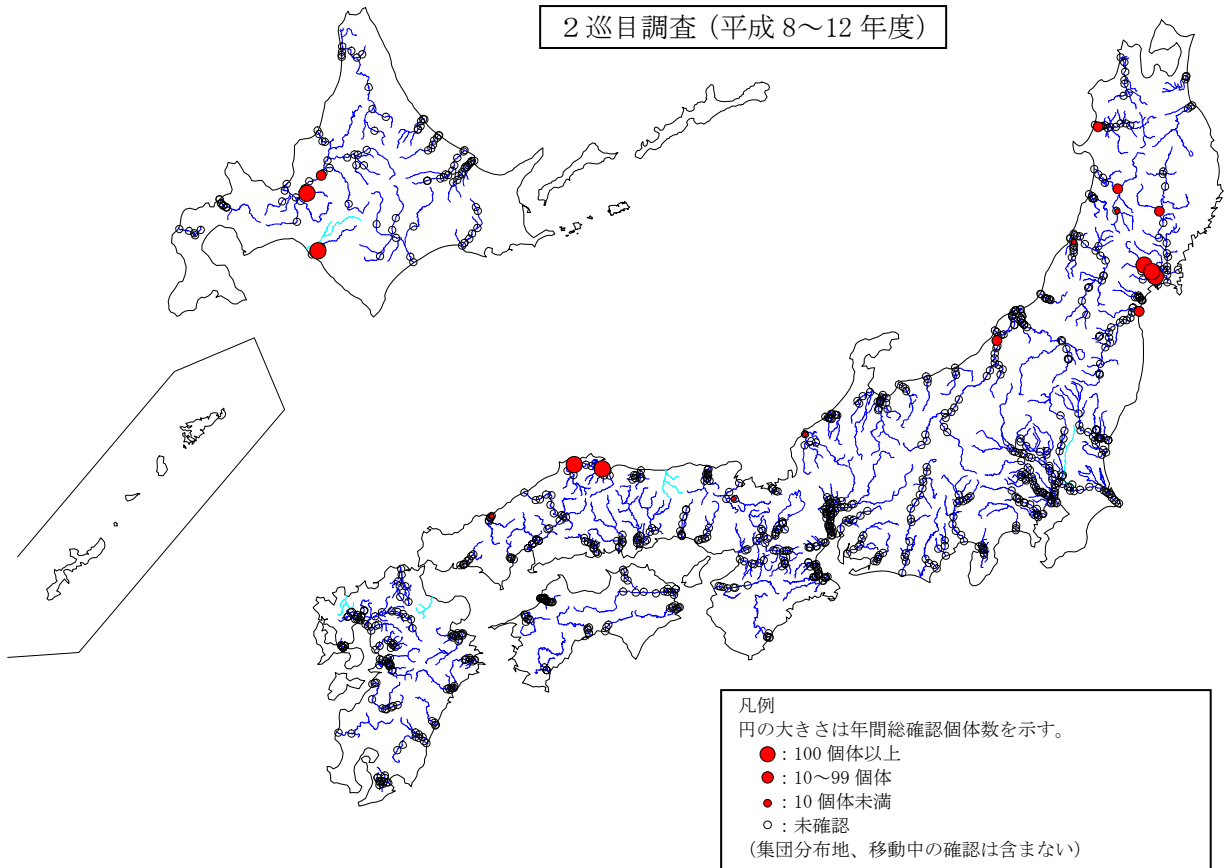 ２巡目調査（平成 8～12 年度）
凡例
円の大きさは年間総確認個体数を示す。
：100 個体以上
：10～99 個体
：10 個体未満
：未確認
（集団分布地、移動中の確認は含まない）